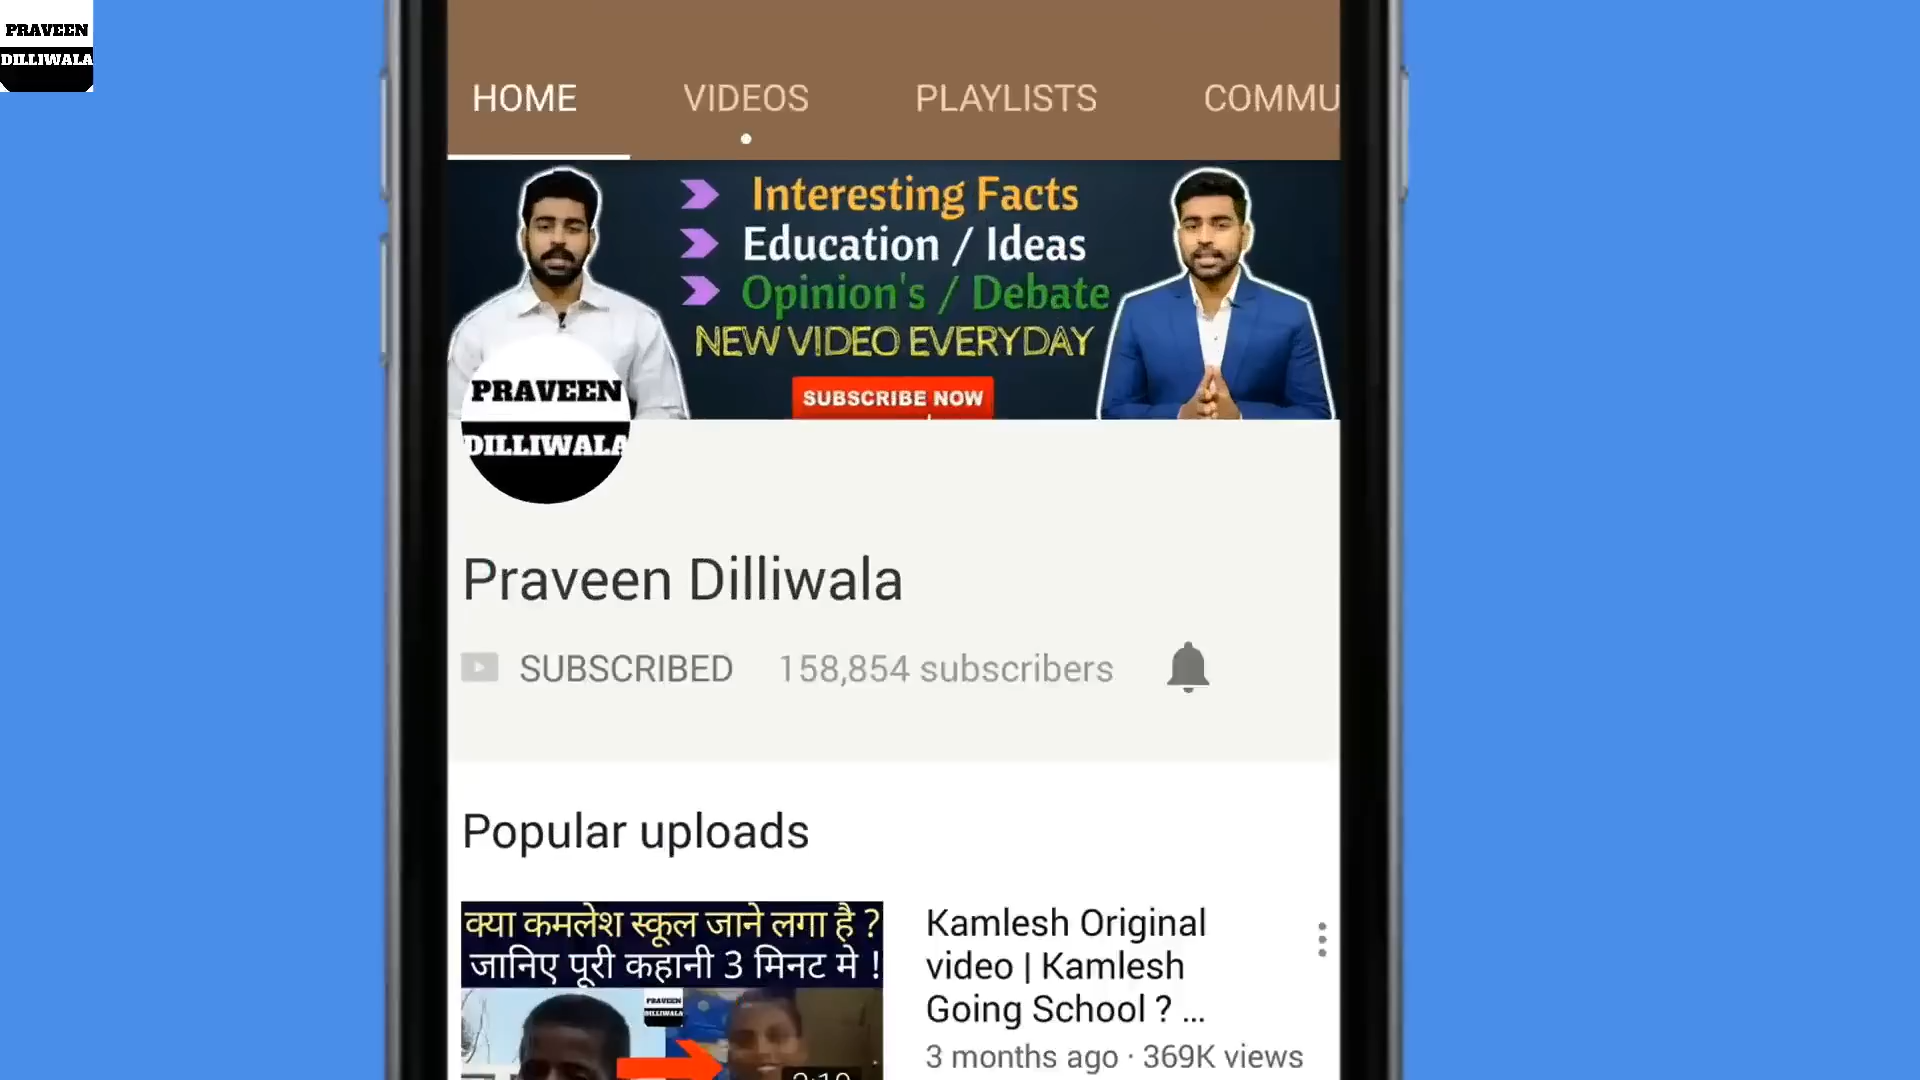 PRAVEEN
DILLIWALA
HOME VIDEOS PLAYLISTS COMMU
Interesting Facts
Education / Ideas
Opinion's / Debate
NEW VIDEO EVERYDAY
SUBSCRIBE NOW
PRAVEEN
DILLIWALA
Praveen Dilliwala
SUBSCRIBED 158,854 subscribers
Popular uploads
क्या कमलेश स्कूल जाने लगा है ?
जानिए पूरी कहानी 3 मिनट मे !
PRAVEEN
DILLIWALA
Kamlesh Original
video | Kamlesh
Going School ? ...
3 months ago · 369K views